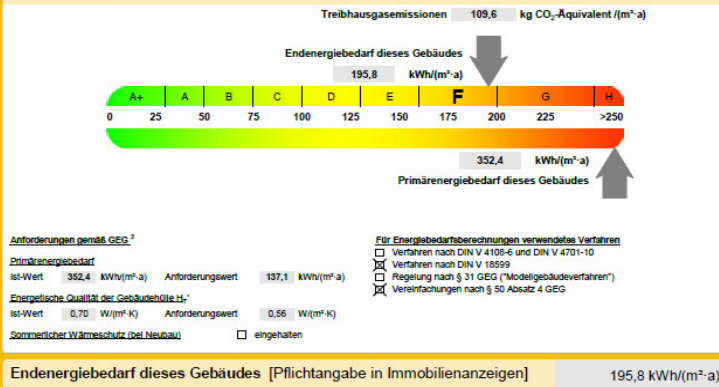 Treibhausgasemissionen 109,6 kg CO₂-Äquivalent /(m²·a)
Endenergiebedarf dieses Gebäudes
195,8 kWh/(m²·a)
A+ A B C D E F G H
0 25 50 75 100 125 150 175 200 225 >250
352,4 kWh/(m²·a)
Primärenergiebedarf dieses Gebäudes
Anforderungen gemäß GEG ²
Primärenergiebedarf
Ist-Wert 352,4 kWh/(m²·a) Anforderungswert 137,1 kWh/(m²·a)
Energetische Qualität der Gebäudehülle H_T'
Ist-Wert 0,70 W/(m²·K) Anforderungswert 0,56 W/(m²·K)
Sommerlicher Wärmeschutz (bei Neubau) ☐ eingehalten
Für Energiebedarfsberechnungen verwendetes Verfahren
☐ Verfahren nach DIN V 4108-6 und DIN V 4701-10
☒ Verfahren nach DIN V 18599
☐ Regelung nach § 31 GEG ("Modellgebäudeverfahren")
☒ Vereinfachungen nach § 50 Absatz 4 GEG
Endenergiebedarf dieses Gebäudes [Pflichtangabe in Immobilienanzeigen] 195,8 kWh/(m²·a)